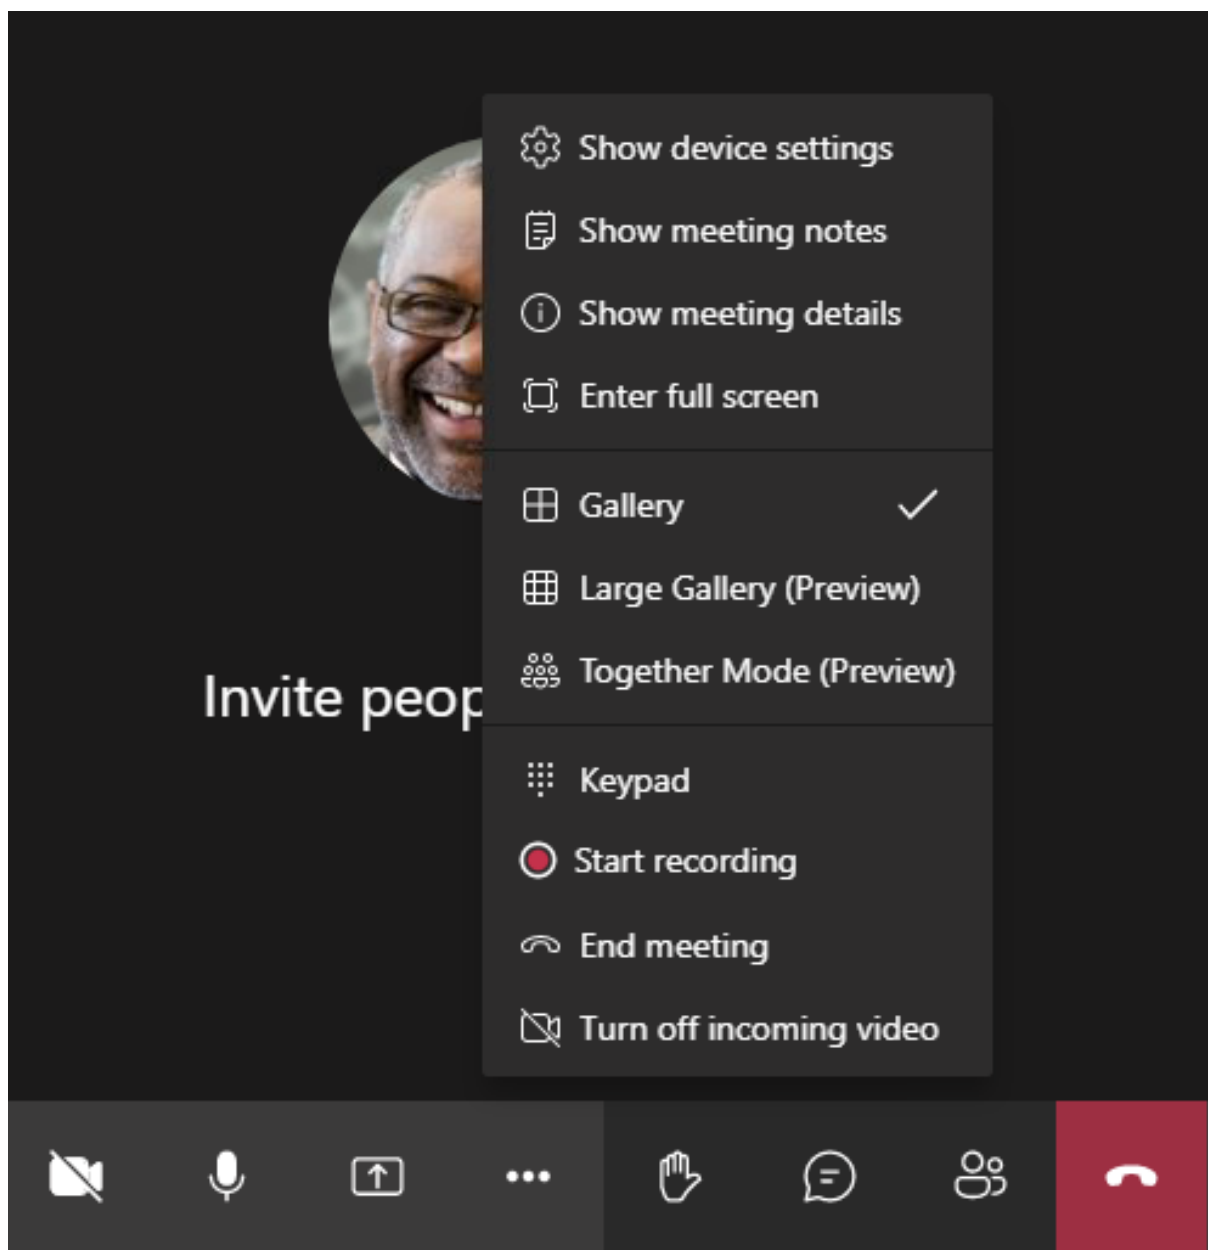 Show device settings
Show meeting notes
Show meeting details
Enter full screen
Gallery
Large Gallery (Preview)
Together Mode (Preview)
Invite
Keypad
Start recording
End meeting
Turn off incoming video